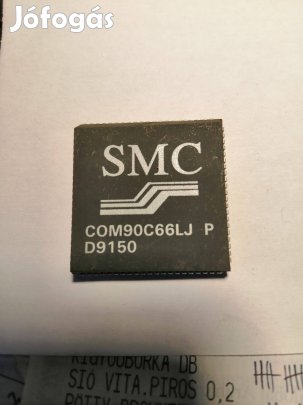 Jófogás
SMC
COM90C66LJ P
D9150
KIGYÓUBORKA DB
SIÓ VITA.PIROS 0,2